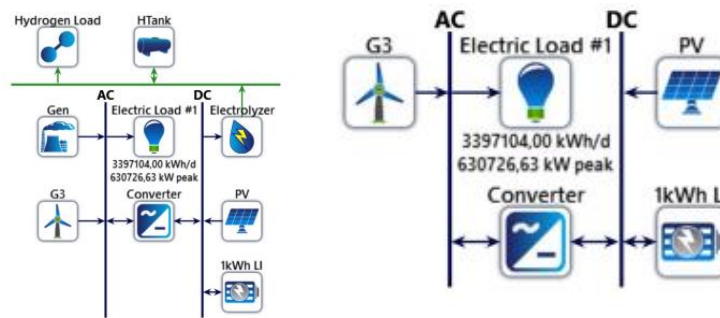 Hydrogen Load HTank
AC DC
Gen Electric Load #1 Electrolyzer
3397104,00 kWh/d
630726,63 kW peak
G3 Converter PV
1kWh LI
AC DC
G3 Electric Load #1 PV
3397104,00 kWh/d
630726,63 kW peak
Converter 1kWh L